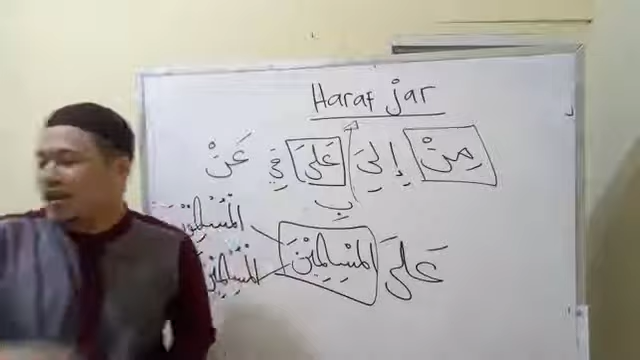 Haraf jar
مِنْ إِلَى عَلَى فِي عَنْ
بِ
عَلَى المُسْلِمِيْنَ